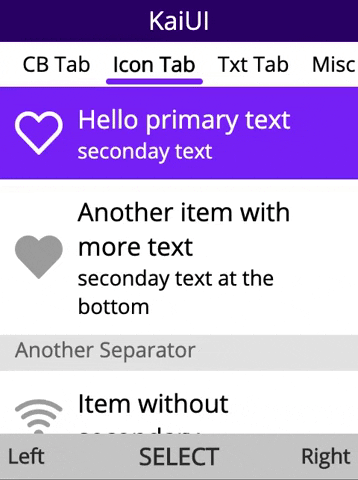 KaiUI
CB Tab Icon Tab Txt Tab Misc
Hello primary text
seconday text
Another item with
more text
seconday text at the
bottom
Another Separator
Item without
secondary
Left SELECT Right